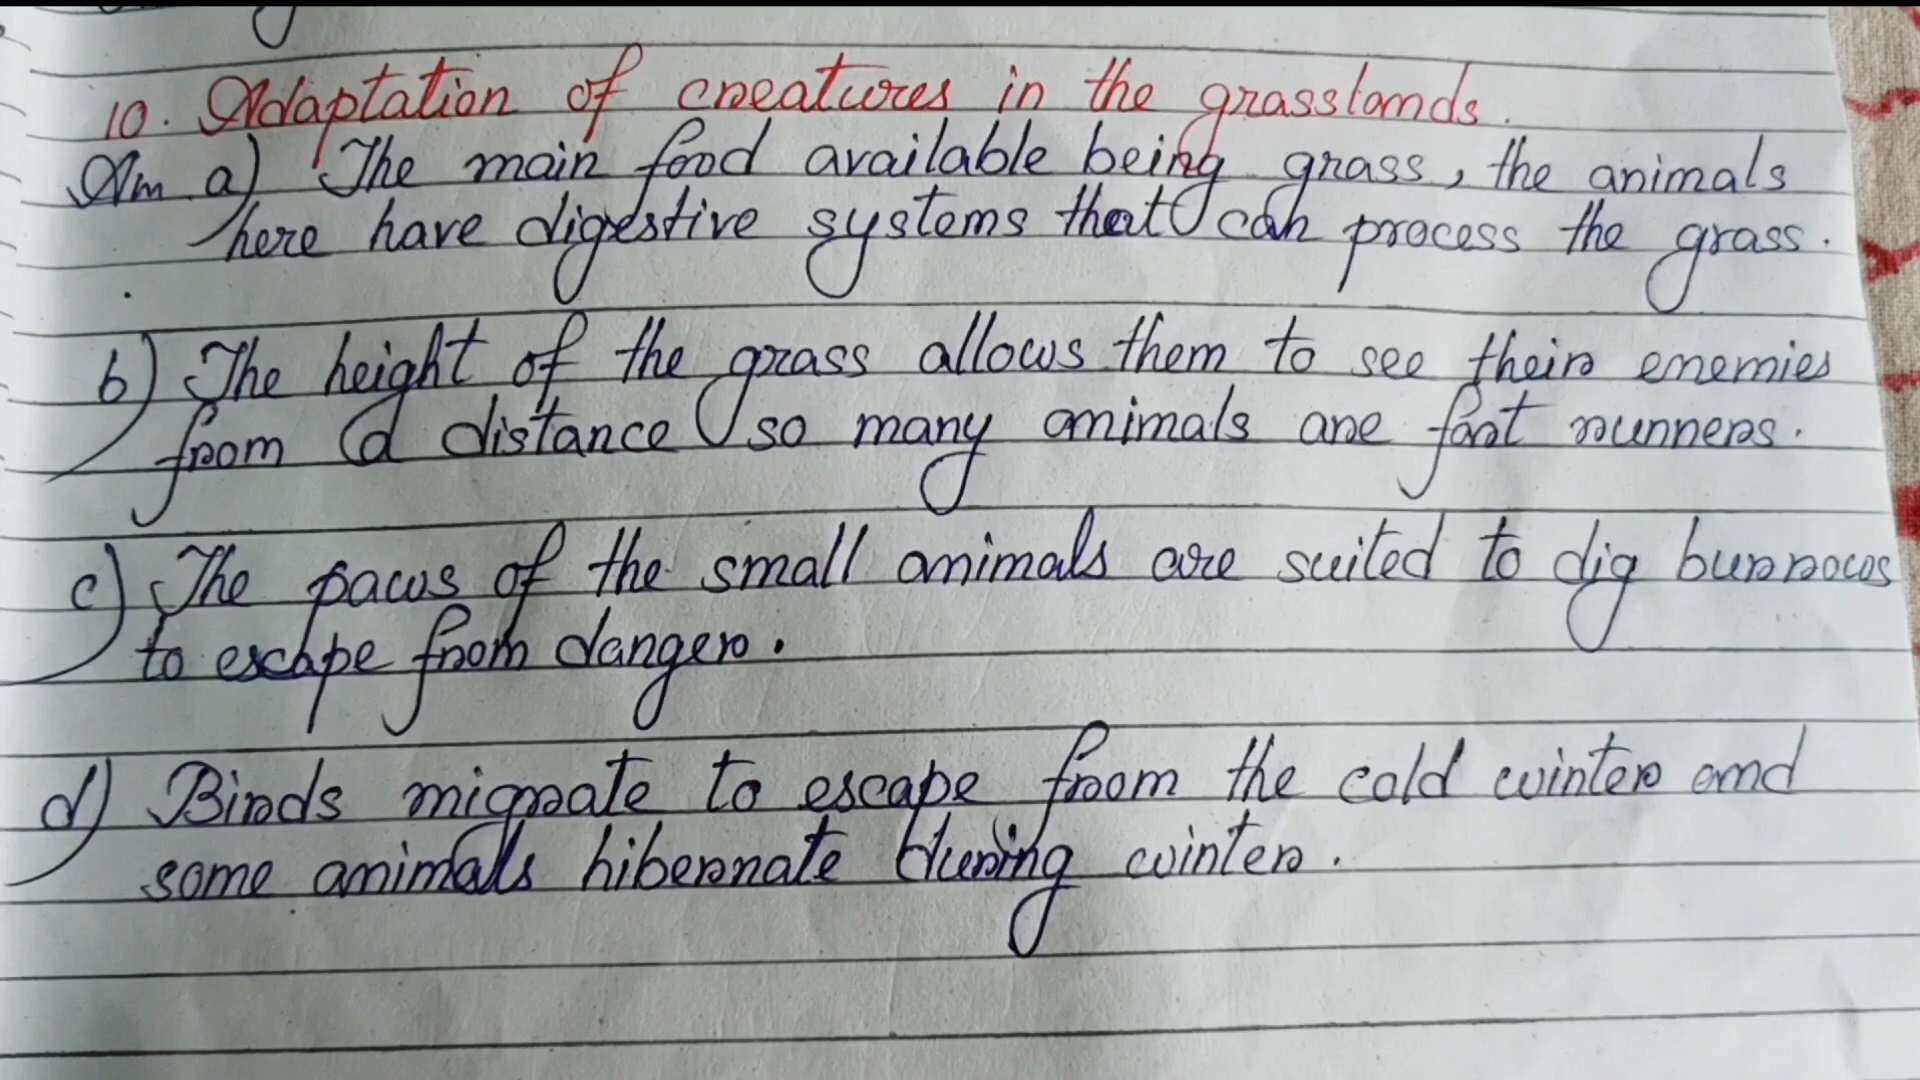 10. Adaptation of creatures in the grasslands.
Ans a) The main food available being grass, the animals
here have digestive systems that can process the grass.
b) The height of the grass allows them to see their enemies
from a distance so many animals are fast runners.
c) The paws of the small animals are suited to dig burrows
to escape from danger.
d) Birds migrate to escape from the cold winter and
some animals hibernate during winter.